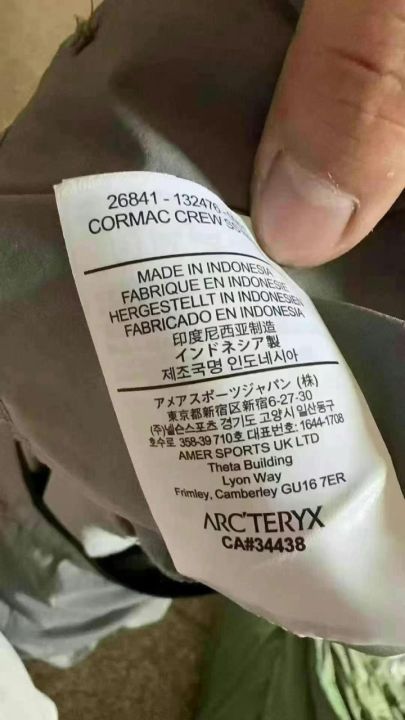 26841 - 132476
CORMAC CREW
MADE IN INDONESIA
FABRIQUE EN INDONESIE
HERGESTELLT IN INDONESIEN
FABRICADO EN INDONESIA
印度尼西亚制造
インドネシア製
제조국명 인도네시아
アメアスポーツジャパン (株)
東京都新宿区新宿6-27-30
(주)넬슨스포츠 경기도 고양시 일산동구
호수로 358-39 710호 대표번호: 1644-1708
AMER SPORTS UK LTD
Theta Building
Lyon Way
Frimley, Camberley GU16 7ER
ARC'TERYX
CA#34438